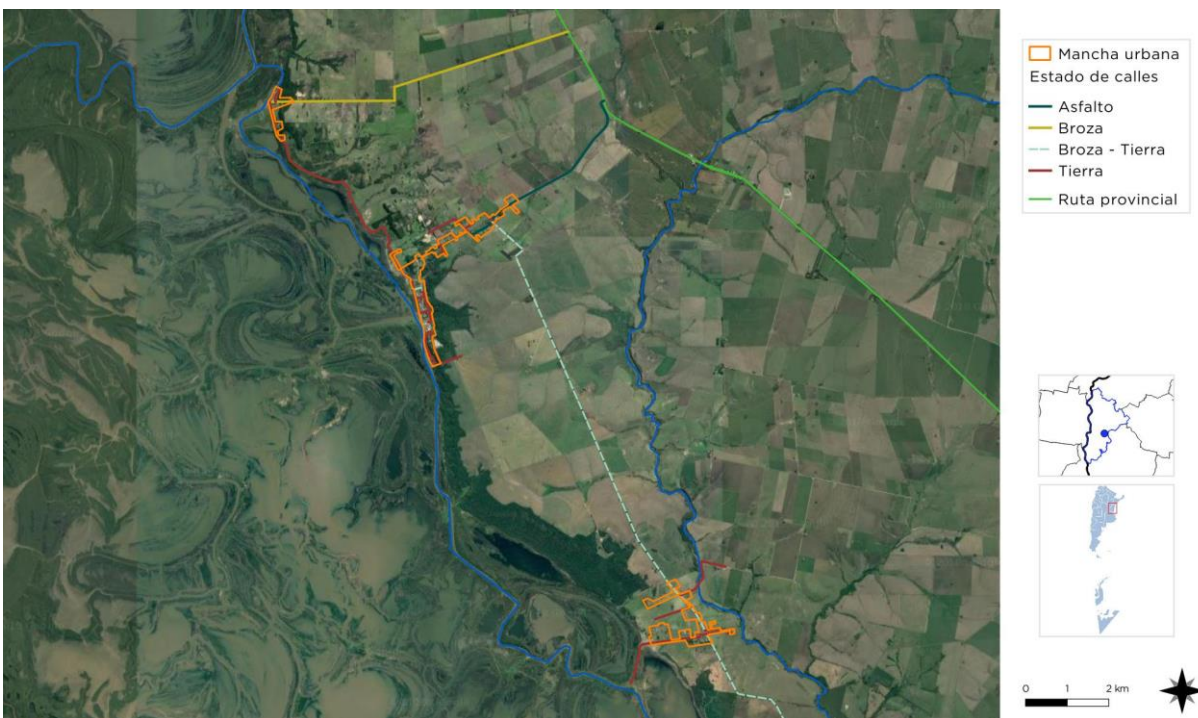 Mancha urbana
Estado de calles
Asfalto
Broza
Broza - Tierra
Tierra
Ruta provincial
0 1 2 km